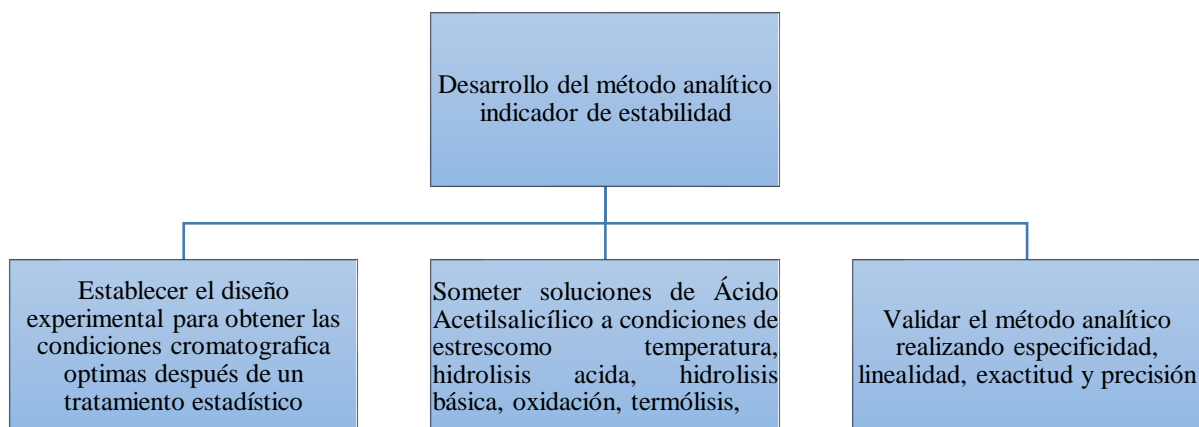 Desarrollo del método analítico
indicador de estabilidad
Establecer el diseño
experimental para obtener las
condiciones cromatografica
optimas después de un
tratamiento estadístico
Someter soluciones de Ácido
Acetilsalicílico a condiciones de
estrescomo temperatura,
hidrolisis acida, hidrolisis
básica, oxidación, termólisis,
Validar el método analítico
realizando especificidad,
linealidad, exactitud y precisión